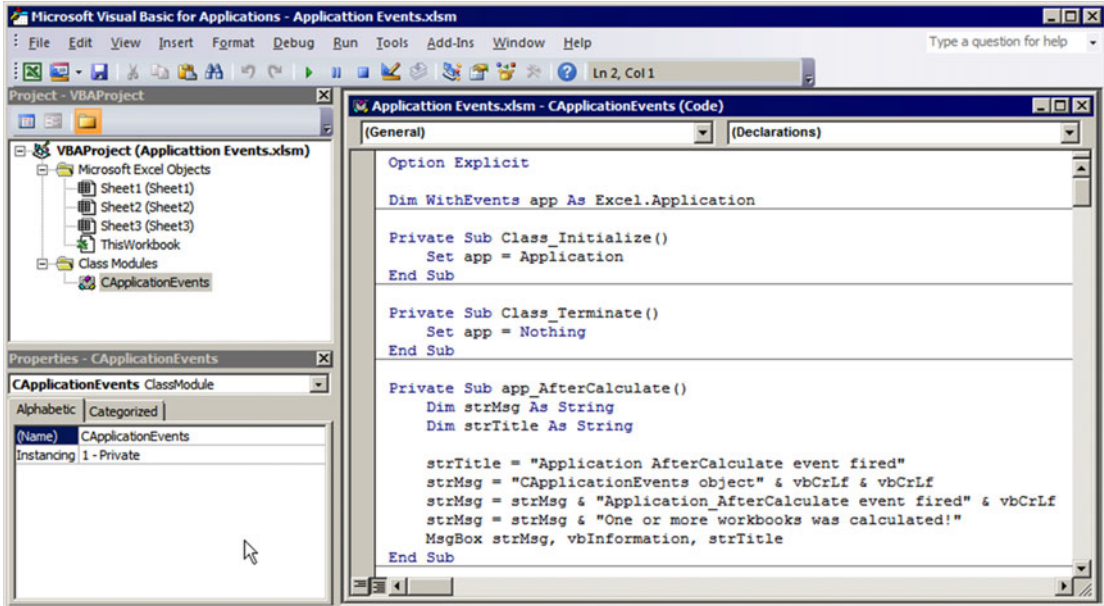 Microsoft Visual Basic for Applications - Applicattion Events.xlsm
File Edit View Insert Format Debug Run Tools Add-Ins Window Help
Type a question for help
Ln 2, Col 1
Project - VBAProject
VBAProject (Applicattion Events.xlsm)
Microsoft Excel Objects
Sheet1 (Sheet1)
Sheet2 (Sheet2)
Sheet3 (Sheet3)
ThisWorkbook
Class Modules
CApplicationEvents
Properties - CApplicationEvents
CApplicationEvents ClassModule
Alphabetic Categorized
(Name) CApplicationEvents
Instancing 1 - Private
Applicattion Events.xlsm - CApplicationEvents (Code)
(General) (Declarations)
Option Explicit
Dim WithEvents app As Excel.Application
Private Sub Class_Initialize()
Set app = Application
End Sub
Private Sub Class_Terminate()
Set app = Nothing
End Sub
Private Sub app_AfterCalculate()
Dim strMsg As String
Dim strTitle As String
strTitle = "Application AfterCalculate event fired"
strMsg = "CApplicationEvents object" & vbCrLf & vbCrLf
strMsg = strMsg & "Application_AfterCalculate event fired" & vbCrLf
strMsg = strMsg & "One or more workbooks was calculated!"
MsgBox strMsg, vbInformation, strTitle
End Sub